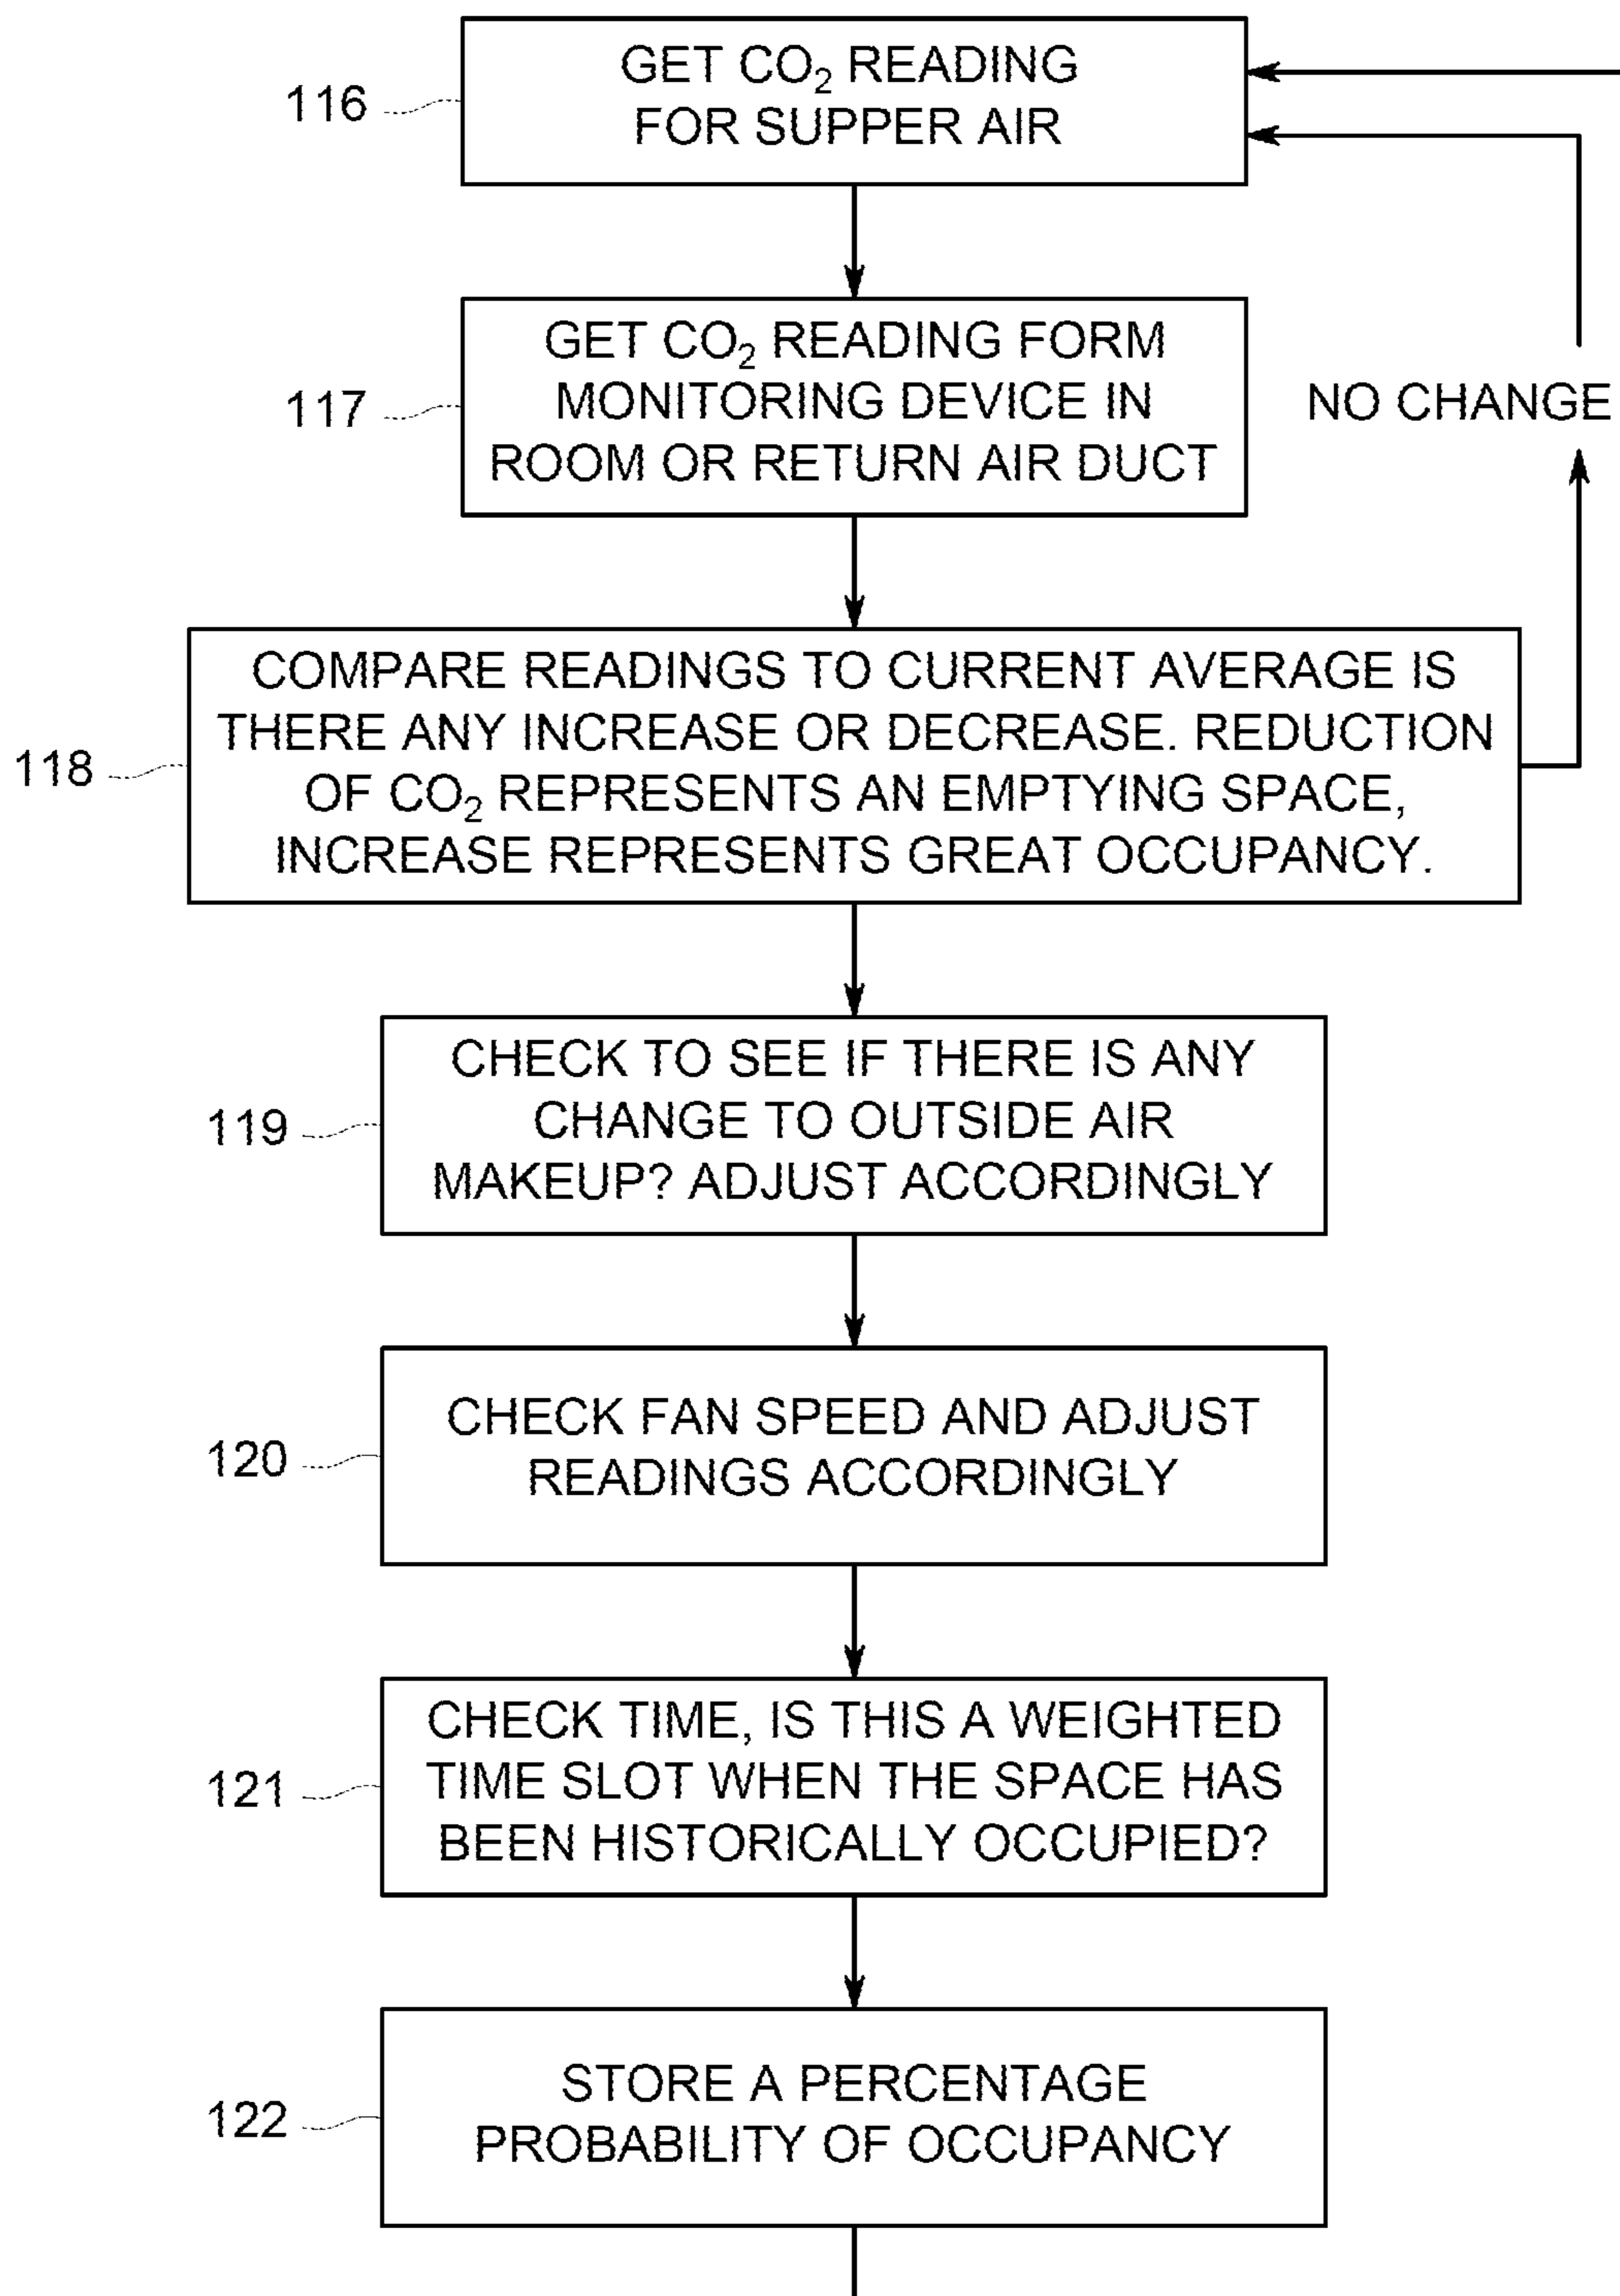 116
GET CO₂ READING
FOR SUPPER AIR
117
GET CO₂ READING FORM
MONITORING DEVICE IN
ROOM OR RETURN AIR DUCT
NO CHANGE
118
COMPARE READINGS TO CURRENT AVERAGE IS
THERE ANY INCREASE OR DECREASE. REDUCTION
OF CO₂ REPRESENTS AN EMPTYING SPACE,
INCREASE REPRESENTS GREAT OCCUPANCY.
119
CHECK TO SEE IF THERE IS ANY
CHANGE TO OUTSIDE AIR
MAKEUP? ADJUST ACCORDINGLY
120
CHECK FAN SPEED AND ADJUST
READINGS ACCORDINGLY
121
CHECK TIME, IS THIS A WEIGHTED
TIME SLOT WHEN THE SPACE HAS
BEEN HISTORICALLY OCCUPIED?
122
STORE A PERCENTAGE
PROBABILITY OF OCCUPANCY